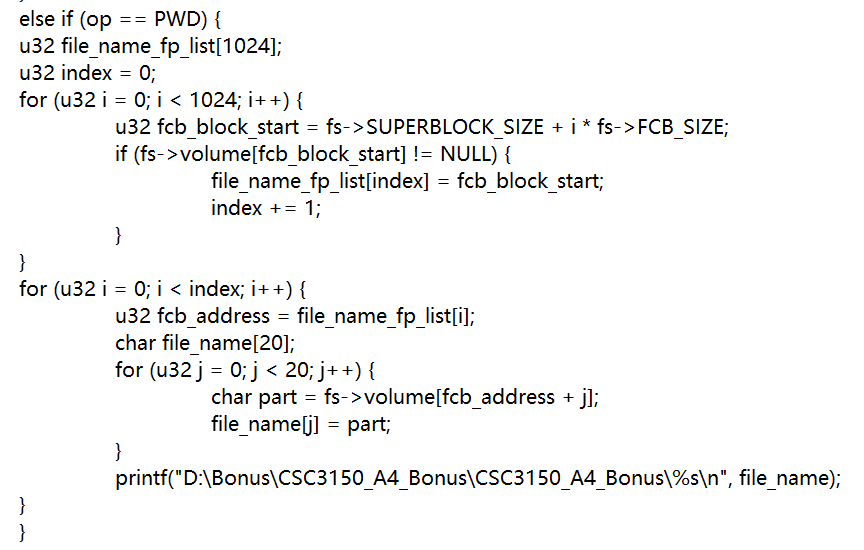 else if (op == PWD) {
u32 file_name_fp_list[1024];
u32 index = 0;
for (u32 i = 0; i < 1024; i++) {
u32 fcb_block_start = fs->SUPERBLOCK_SIZE + i * fs->FCB_SIZE;
if (fs->volume[fcb_block_start] != NULL) {
file_name_fp_list[index] = fcb_block_start;
index += 1;
}
}
for (u32 i = 0; i < index; i++) {
u32 fcb_address = file_name_fp_list[i];
char file_name[20];
for (u32 j = 0; j < 20; j++) {
char part = fs->volume[fcb_address + j];
file_name[j] = part;
}
printf("D:\Bonus\CSC3150_A4_Bonus\CSC3150_A4_Bonus\%s\n", file_name);
}
}